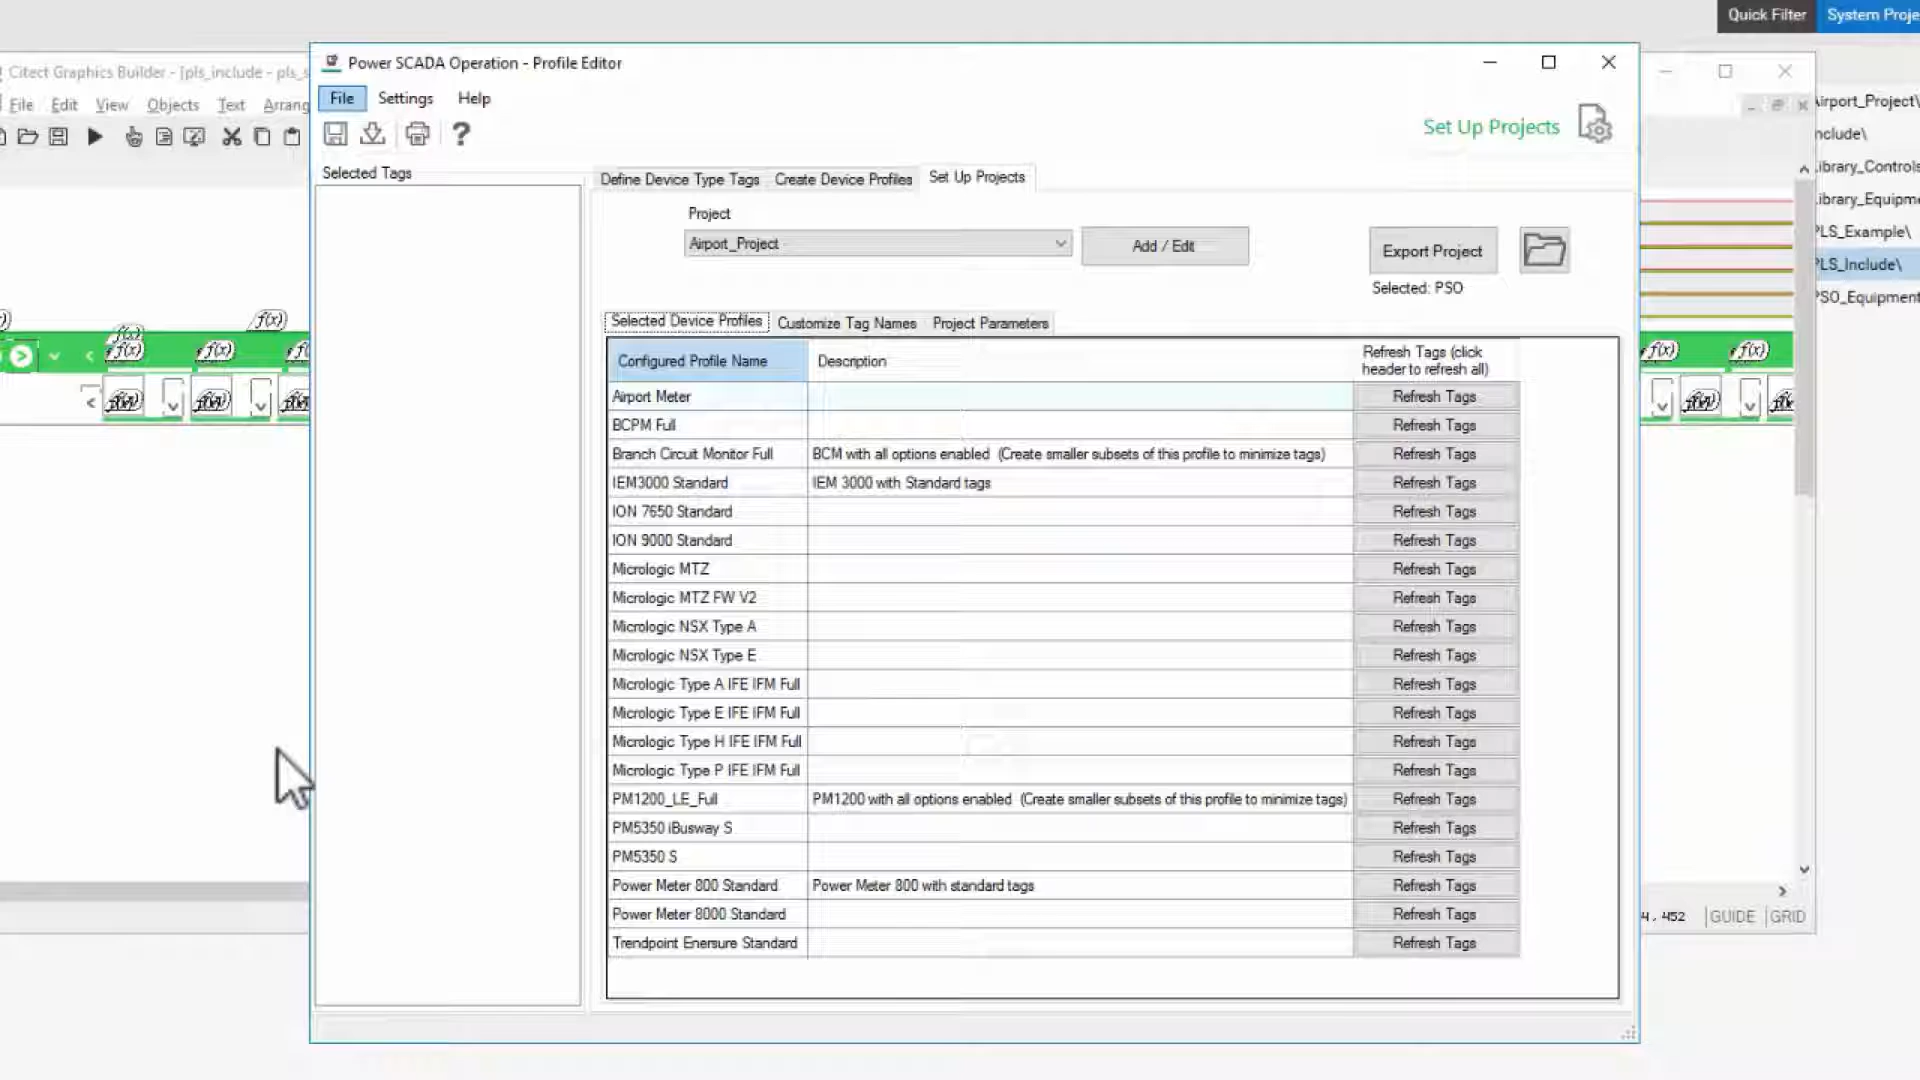 Quick Filter
System Proje
Citect Graphics Builder - [pls_include - pls_s
File Edit View Objects Text Arrang
Power SCADA Operation - Profile Editor
File Settings Help
Set Up Projects
Selected Tags
Define Device Type Tags Create Device Profiles Set Up Projects
Project
Airport_Project
Add / Edit
Export Project
Selected: PSO
Selected Device Profiles Customize Tag Names Project Parameters
Configured Profile Name Description Refresh Tags (click
header to refresh all)
Airport Meter Refresh Tags
BCPM Full Refresh Tags
Branch Circuit Monitor Full BCM with all options enabled (Create smaller subsets of this profile to minimize tags) Refresh Tags
IEM3000 Standard IEM 3000 with Standard tags Refresh Tags
ION 7650 Standard Refresh Tags
ION 9000 Standard Refresh Tags
Micrologic MTZ Refresh Tags
Micrologic MTZ FW V2 Refresh Tags
Micrologic NSX Type A Refresh Tags
Micrologic NSX Type E Refresh Tags
Micrologic Type A IFE IFM Full Refresh Tags
Micrologic Type E IFE IFM Full Refresh Tags
Micrologic Type H IFE IFM Full Refresh Tags
Micrologic Type P IFE IFM Full Refresh Tags
PM1200_LE_Full PM1200 with all options enabled (Create smaller subsets of this profile to minimize tags) Refresh Tags
PM5350 iBusway S Refresh Tags
PM5350 S Refresh Tags
Power Meter 800 Standard Power Meter 800 with standard tags Refresh Tags
Power Meter 8000 Standard Refresh Tags
Trendpoint Enersure Standard Refresh Tags
irport_Project\
nclude\
ibrary_Controls
ibrary_Equipme
PLS_Example\
PLS_Include\
PSO_Equipment
f(x)
f(x)
f(x)
f(x)
f(x)
f(x)
4, 452 GUIDE GRID